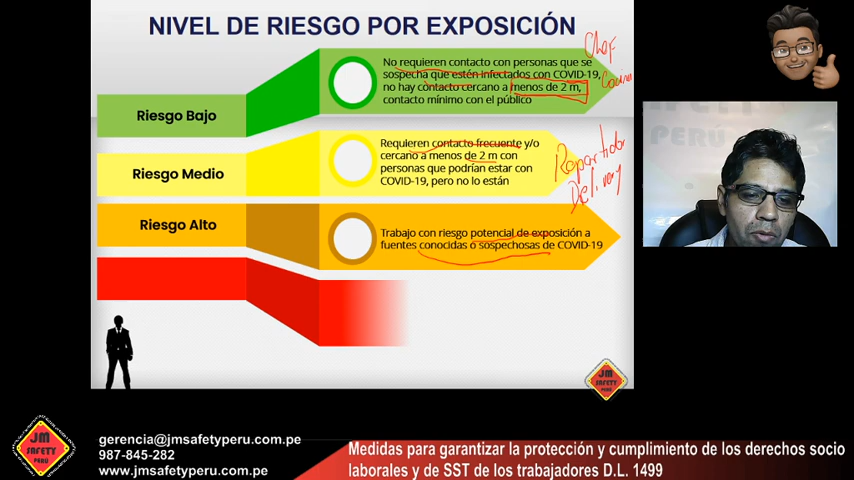 NIVEL DE RIESGO POR EXPOSICIÓN
Riesgo Bajo
No requieren contacto con personas que se
sospecha que estén infectados con COVID-19,
no hay contacto cercano a menos de 2 m,
contacto mínimo con el público
Chef
Cocina
Riesgo Medio
Requieren contacto frecuente y/o
cercano a menos de 2 m con
personas que podrían estar con
COVID-19, pero no lo están
Repartidor
Delivery
Riesgo Alto
Trabajo con riesgo potencial de exposición a
fuentes conocidas o sospechosas de COVID-19
JM
SAFETY
PERÚ
JM
SAFETY
PERÚ
gerencia@jmsafetyperu.com.pe
987-845-282
www.jmsafetyperu.com.pe
Medidas para garantizar la protección y cumplimiento de los derechos socio
laborales y de SST de los trabajadores D.L. 1499